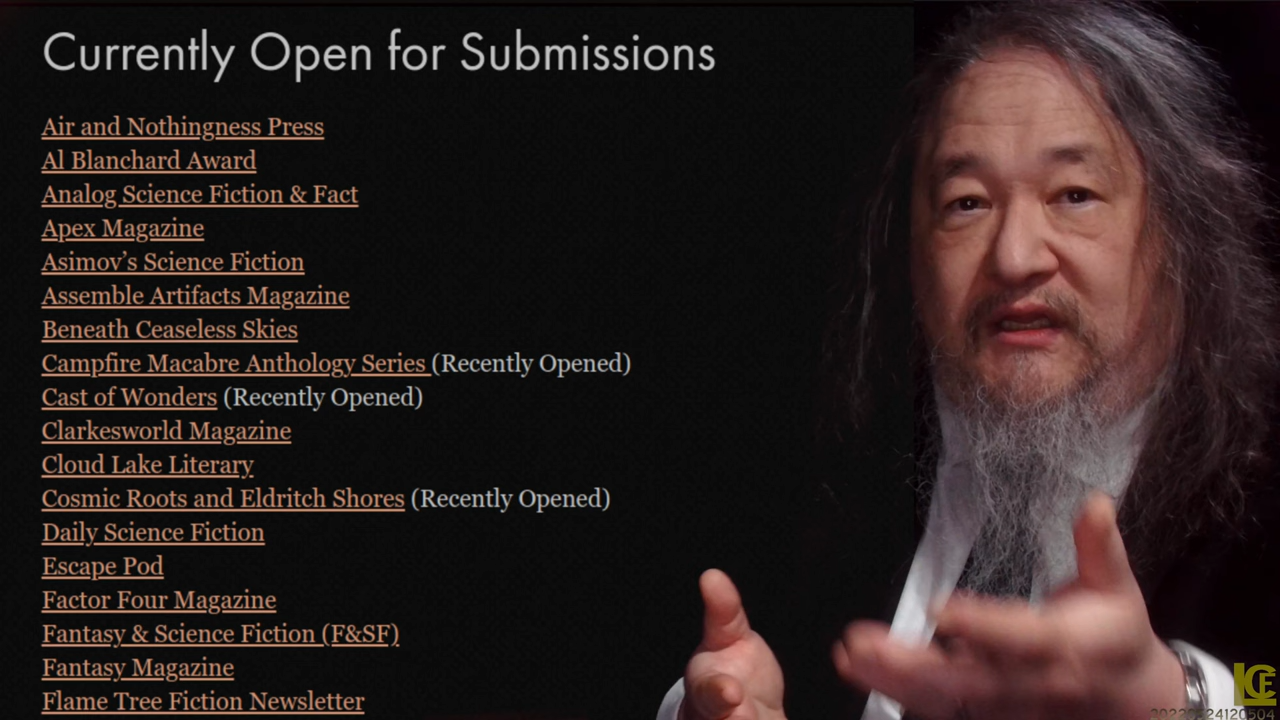 Currently Open for Submissions
Air and Nothingness Press
Al Blanchard Award
Analog Science Fiction & Fact
Apex Magazine
Asimov’s Science Fiction
Assemble Artifacts Magazine
Beneath Ceaseless Skies
Campfire Macabre Anthology Series (Recently Opened)
Cast of Wonders (Recently Opened)
Clarkesworld Magazine
Cloud Lake Literary
Cosmic Roots and Eldritch Shores (Recently Opened)
Daily Science Fiction
Escape Pod
Factor Four Magazine
Fantasy & Science Fiction (F&SF)
Fantasy Magazine
Flame Tree Fiction Newsletter